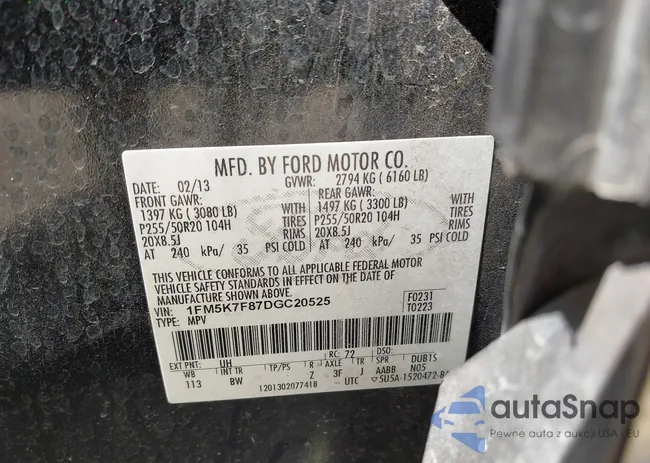 MFD. BY FORD MOTOR CO.
DATE: 02/13 GVWR: 2794 KG ( 6160 LB)
FRONT GAWR: REAR GAWR:
1397 KG ( 3080 LB) WITH 1497 KG ( 3300 LB) WITH
P255/50R20 104H TIRES P255/50R20 104H TIRES
20X8.5J RIMS 20X8.5J RIMS
AT 240 kPa/ 35 PSI COLD AT 240 kPa/ 35 PSI COLD
THIS VEHICLE CONFORMS TO ALL APPLICABLE FEDERAL MOTOR
VEHICLE SAFETY STANDARDS IN EFFECT ON THE DATE OF
MANUFACTURE SHOWN ABOVE.
VIN: 1FM5K7F87DGC20525 F0231
TYPE: MPV T0223
EXT PNT: UH RC: 72 DSO:
WB INT TR TP/PS R AXLE TR SPR DUB1S
113 BW Z 3F J AABB N05
1201302077418 UTC ▽5U5A-1520472-BA
autoSnap
Pewne auta z aukcji USA i EU